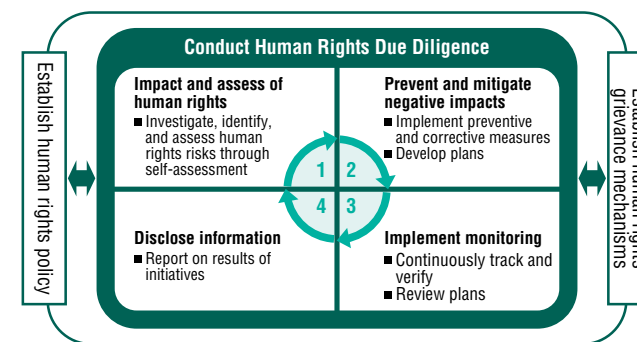 Conduct Human Rights Due Diligence
Establish human rights policy
Impact and assess of
human rights
■ Investigate, identify,
and assess human
rights risks through
self-assessment
Prevent and mitigate
negative impacts
■ Implement preventive
and corrective measures
■ Develop plans
1 2
4 3
Disclose information
■ Report on results of
initiatives
Implement monitoring
■ Continuously track and
verify
■ Review plans
Establish human rights
grievance mechanisms